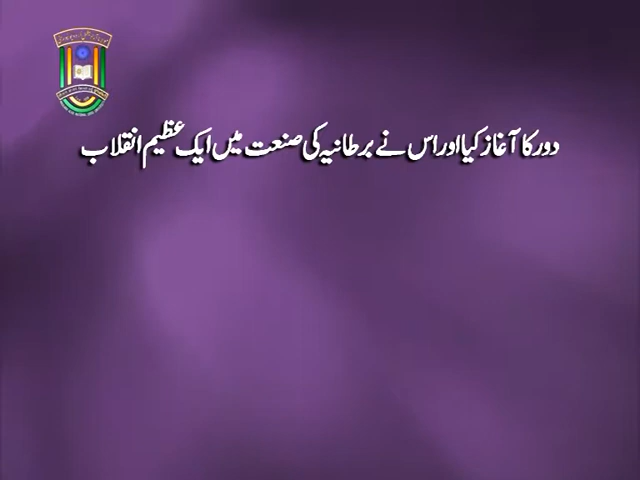 دور کا آغاز کیا اور اس نے برطانیہ کی صنعت میں ایک عظیم انقلاب